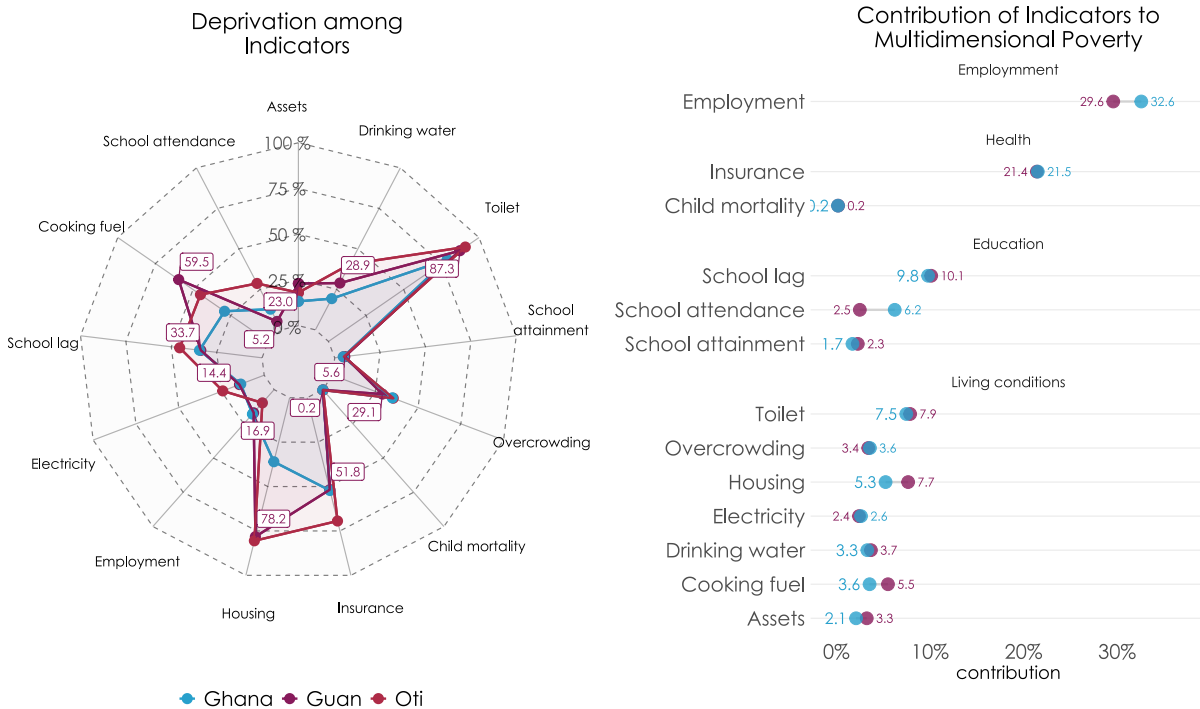 Deprivation among
Indicators
Assets
School attendance
Drinking water
100 %
75 %
Cooking fuel
Toilet
50 %
59.5
28.9
87.3
25 %
23.0
School
attainment
0 %
33.7
5.2
School lag
14.4
5.6
0.2
29.1
16.9
Overcrowding
Electricity
51.8
78.2
Child mortality
Employment
Housing
Insurance
Ghana Guan Oti
Contribution of Indicators to
Multidimensional Poverty
Employmment
Employment 29.6 32.6
Health
Insurance 21.4 21.5
Child mortality 0.2 0.2
Education
School lag 9.8 10.1
School attendance 2.5 6.2
School attainment 1.7 2.3
Living conditions
Toilet 7.5 7.9
Overcrowding 3.4 3.6
Housing 5.3 7.7
Electricity 2.4 2.6
Drinking water 3.3 3.7
Cooking fuel 3.6 5.5
Assets 2.1 3.3
0% 10% 20% 30%
contribution